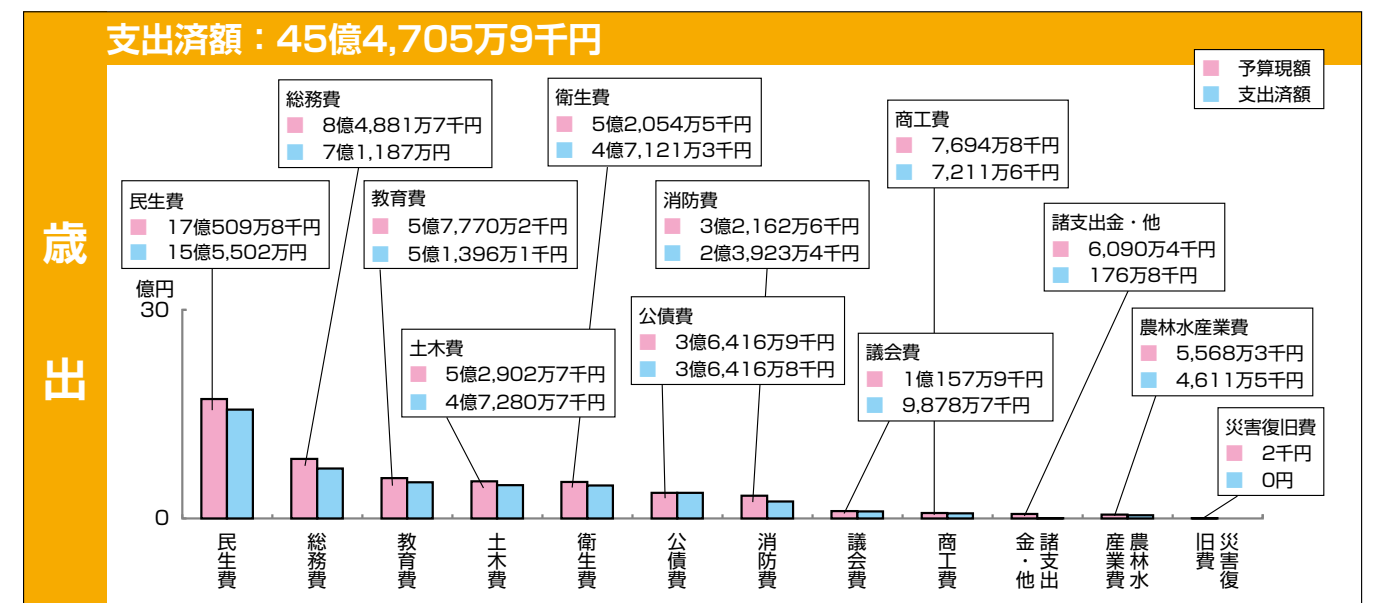 支出済額：45億4,705万9千円
歳出
予算現額
支出済額
民生費
17億509万8千円
15億5,502万円
総務費
8億4,881万7千円
7億1,187万円
教育費
5億7,770万2千円
5億1,396万1千円
土木費
5億2,902万7千円
4億7,280万7千円
衛生費
5億2,054万5千円
4億7,121万3千円
公債費
3億6,416万9千円
3億6,416万8千円
消防費
3億2,162万6千円
2億3,923万4千円
議会費
1億157万9千円
9,878万7千円
商工費
7,694万8千円
7,211万6千円
諸支出金・他
6,090万4千円
176万8千円
農林水産業費
5,568万3千円
4,611万5千円
災害復旧費
2千円
0円
億円
30
0
民生費
総務費
教育費
土木費
衛生費
公債費
消防費
議会費
商工費
諸支出
金・他
農林水
産業費
災害復
旧費